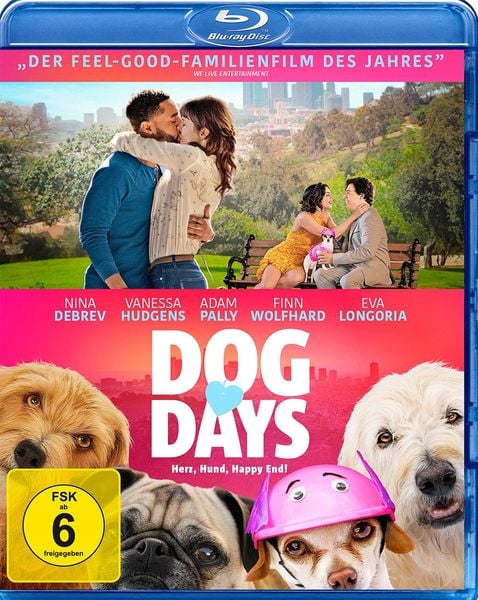 Blu-ray Disc
„DER FEEL-GOOD-FAMILIENFILM DES JAHRES”
WE LIVE ENTERTAINMENT
NINA DEBREV
VANESSA HUDGENS
ADAM PALLY
FINN WOLFHARD
EVA LONGORIA
DOG
DAYS
Herz, Hund, Happy End!
FSK
ab
6
freigegeben